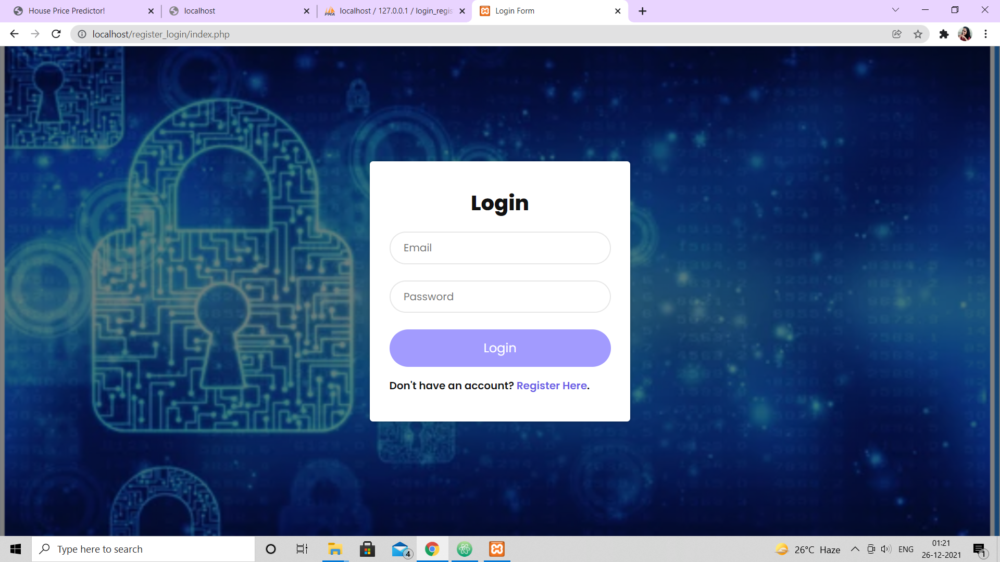 House Price Predictor!
localhost
localhost / 127.0.0.1 / login_regis
Login Form
localhost/register_login/index.php
Login
Email
Password
Login
Don't have an account? Register Here.
Type here to search
4
26°C Haze
ENG
01:21
26-12-2021
1
PMA